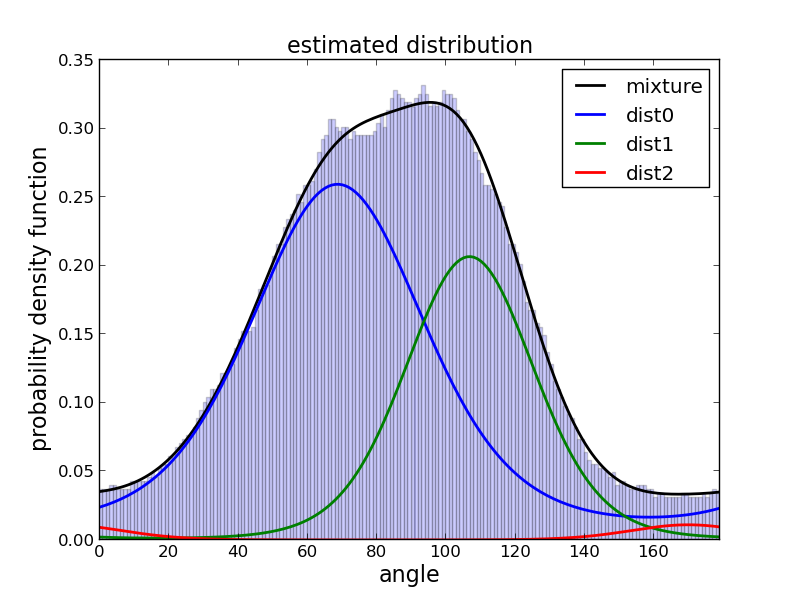 estimated distribution
probability density function
0.35
0.30
0.25
0.20
0.15
0.10
0.05
0.00
mixture
dist0
dist1
dist2
0 20 40 60 80 100 120 140 160
angle